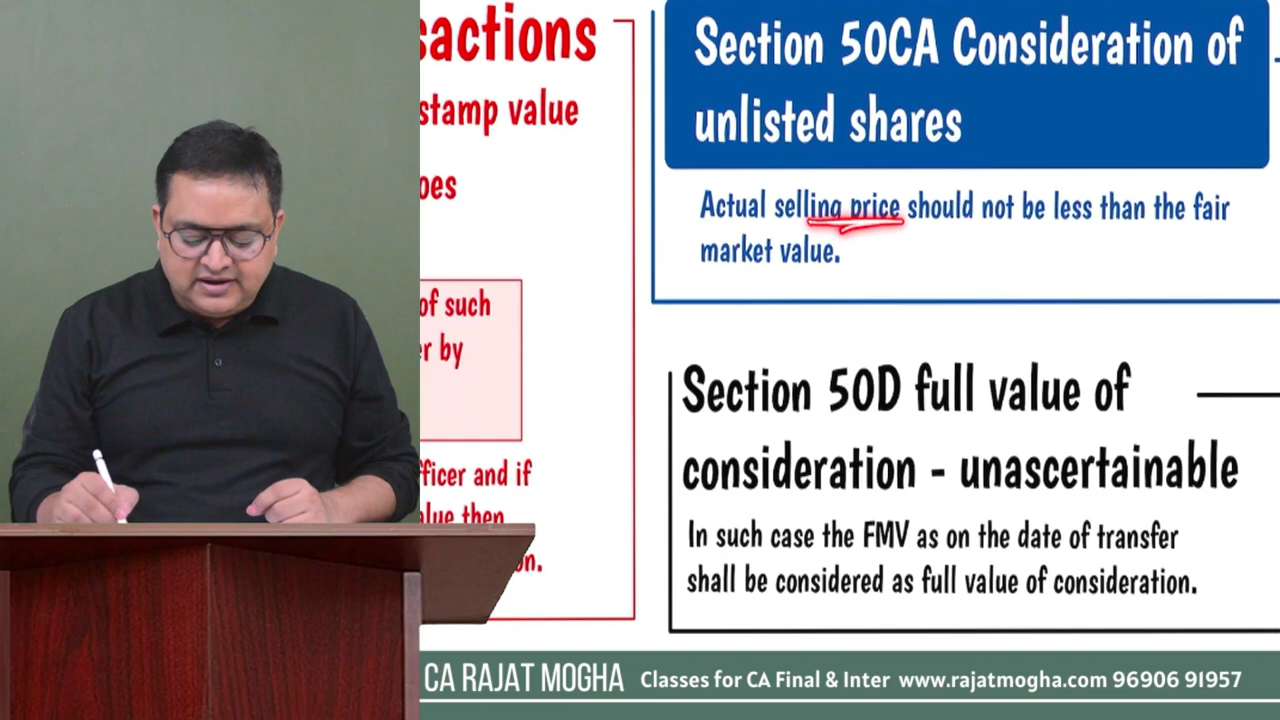 sactions
stamp value
oes
of such
er by
fficer and if
alue then
on.
Section 50CA Consideration of
unlisted shares
Actual selling price should not be less than the fair
market value.
Section 50D full value of
consideration - unascertainable
In such case the FMV as on the date of transfer
shall be considered as full value of consideration.
CA RAJAT MOGHA Classes for CA Final & Inter www.rajatmogha.com 96906 91957